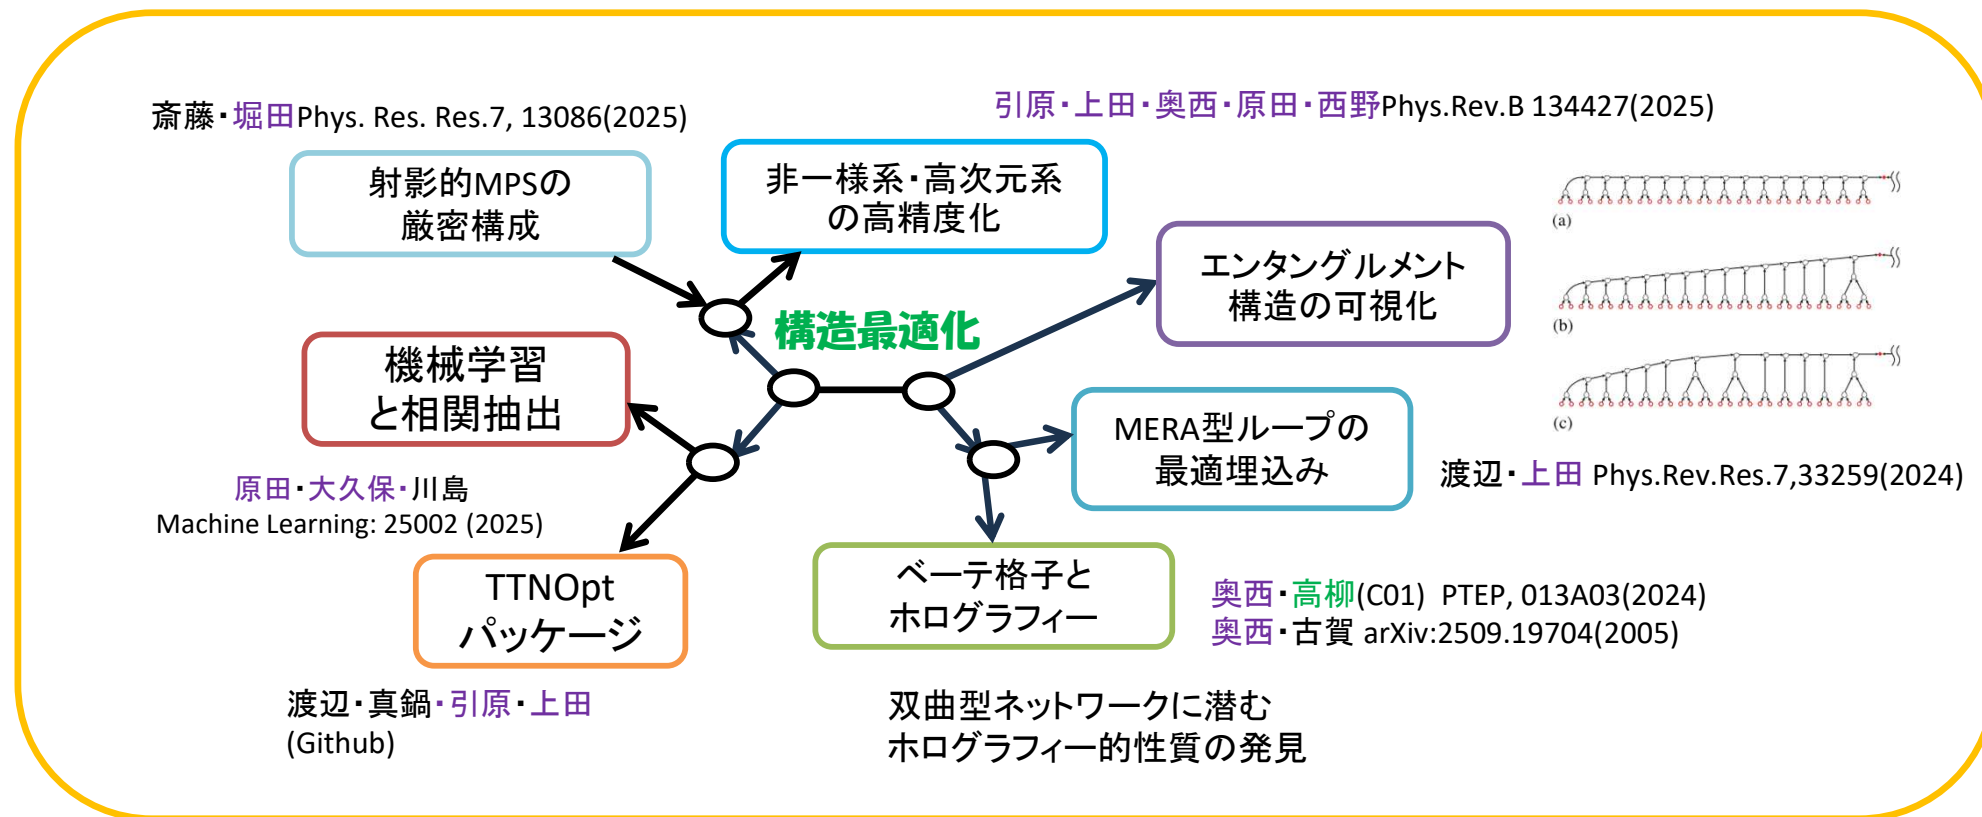 斎藤・堀田Phys. Res. Res.7, 13086(2025)
引原・上田・奥西・原田・西野Phys.Rev.B 134427(2025)
射影的MPSの
厳密構成
非一様系・高次元系
の高精度化
エンタングルメント
構造の可視化
(a)
(b)
(c)
構造最適化
機械学習
と相関抽出
MERA型ループの
最適埋込み
渡辺・上田 Phys.Rev.Res.7,33259(2024)
原田・大久保・川島
Machine Learning: 25002 (2025)
TTNOpt
パッケージ
ベーテ格子と
ホログラフィー
奥西・高柳(C01) PTEP, 013A03(2024)
奥西・古賀 arXiv:2509.19704(2005)
渡辺・真鍋・引原・上田
(Github)
双曲型ネットワークに潜む
ホログラフィー的性質の発見